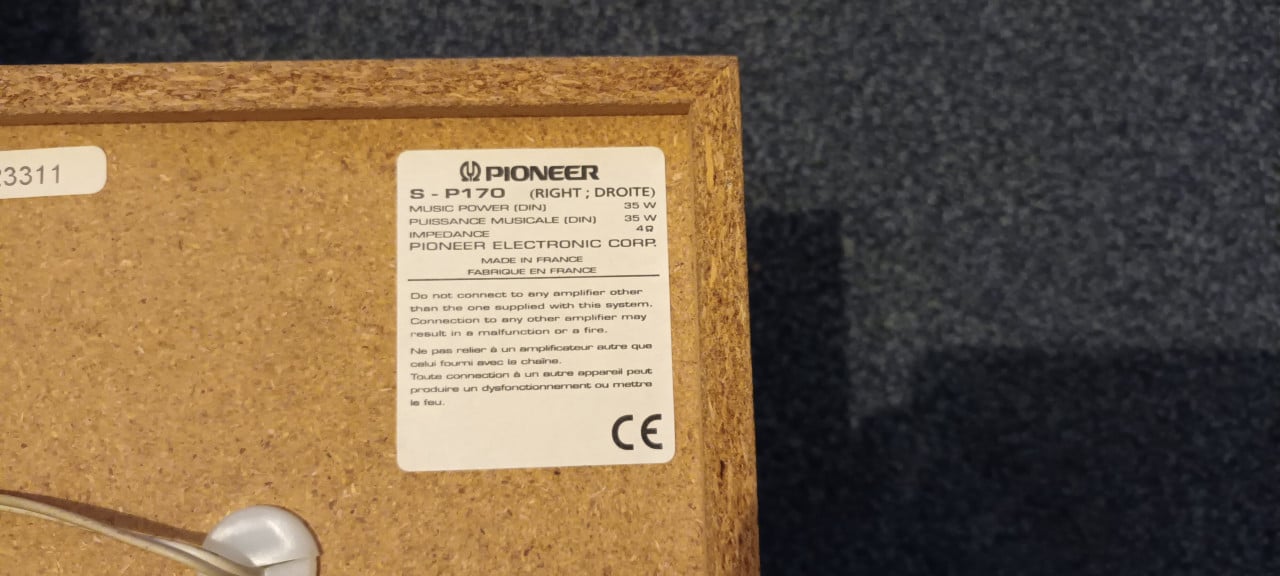 23311
PIONEER
S - P170 (RIGHT ; DROITE)
MUSIC POWER (DIN) 35 W
PUISSANCE MUSICALE (DIN) 35 W
IMPEDANCE 4Ω
PIONEER ELECTRONIC CORP.
MADE IN FRANCE
FABRIQUE EN FRANCE
Do not connect to any amplifier other
than the one supplied with this system.
Connection to any other amplifier may
result in a malfunction or a fire.
Ne pas relier à un amplificateur autre que
celui fourni avec la chaîne.
Toute connection à un autre appareil peut
produire un dysfonctionnement ou mettre
le feu.
CE